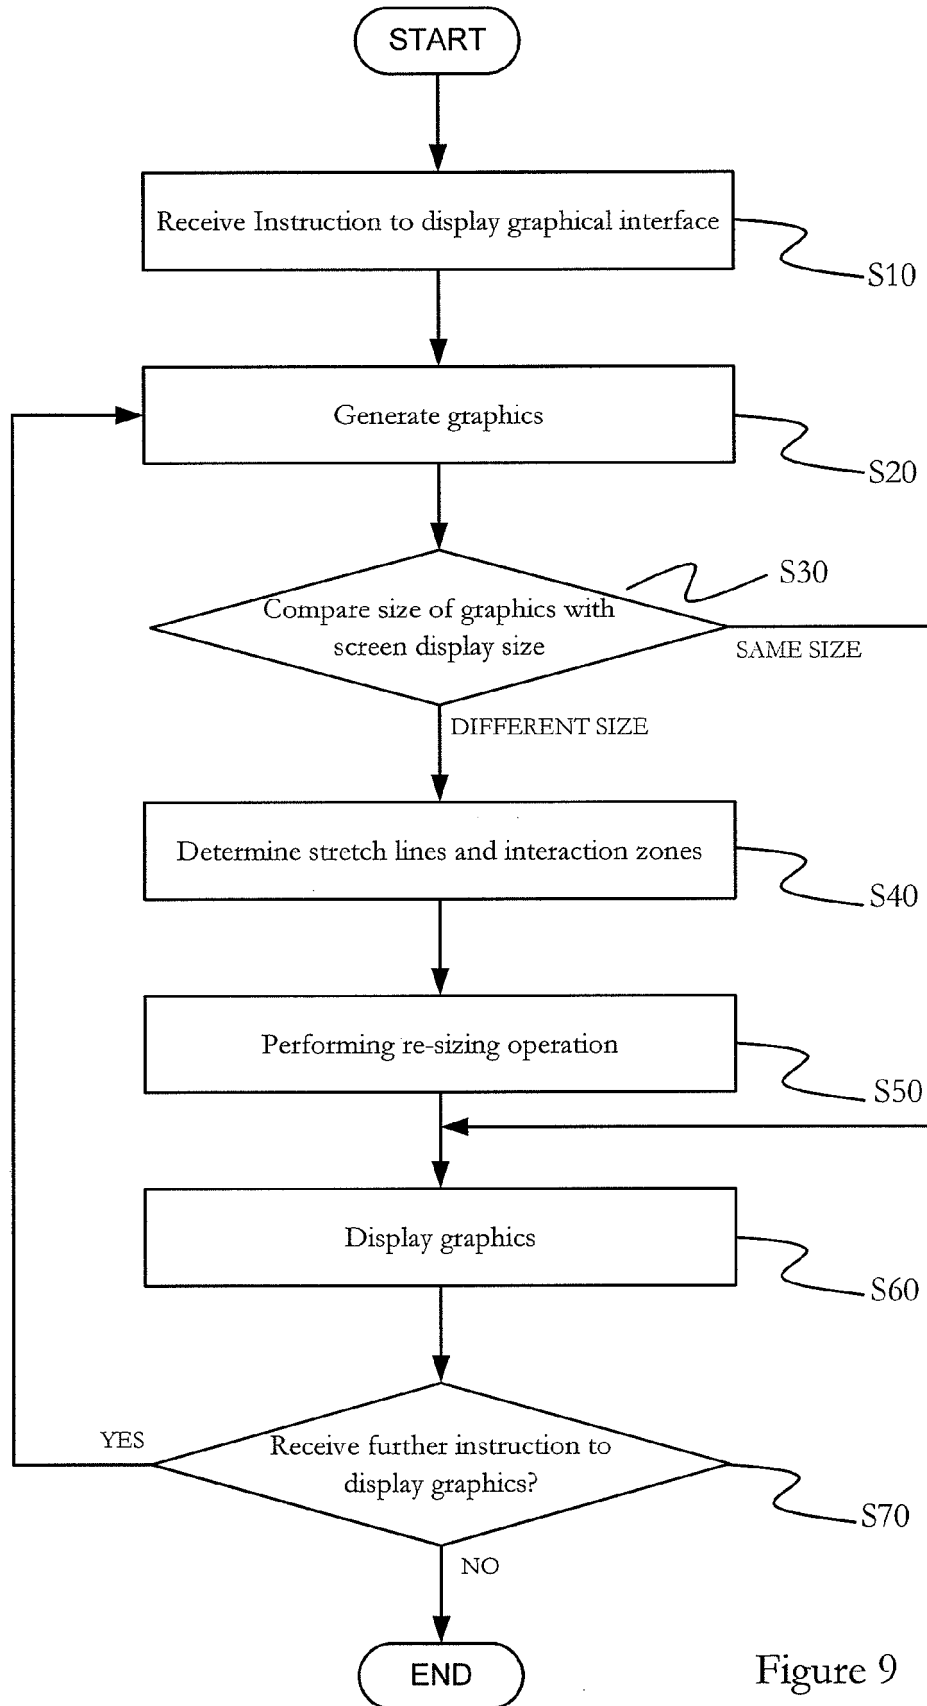 START
Receive Instruction to display graphical interface
S10
Generate graphics
S20
S30
Compare size of graphics with
screen display size
SAME SIZE
DIFFERENT SIZE
Determine stretch lines and interaction zones
S40
Performing re-sizing operation
S50
Display graphics
S60
YES
Receive further instruction to
display graphics?
S70
NO
END
Figure 9